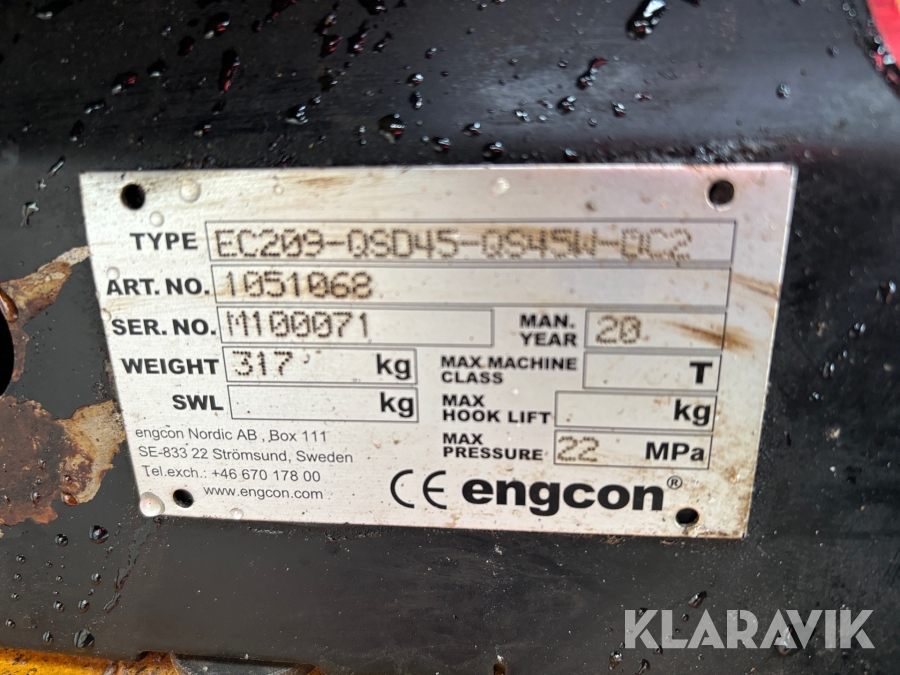 TYPE EC209-QSD45-QS45W-DC2
ART. NO. 1051068
SER. NO. M100071 MAN. YEAR 20
WEIGHT 317 kg MAX.MACHINE CLASS T
SWL kg MAX HOOK LIFT kg
MAX PRESSURE 22 MPa
engcon Nordic AB , Box 111
SE-833 22 Strömsund, Sweden
Tel.exch.: +46 670 178 00
www.engcon.com
CE engcon®
KLARAVIK